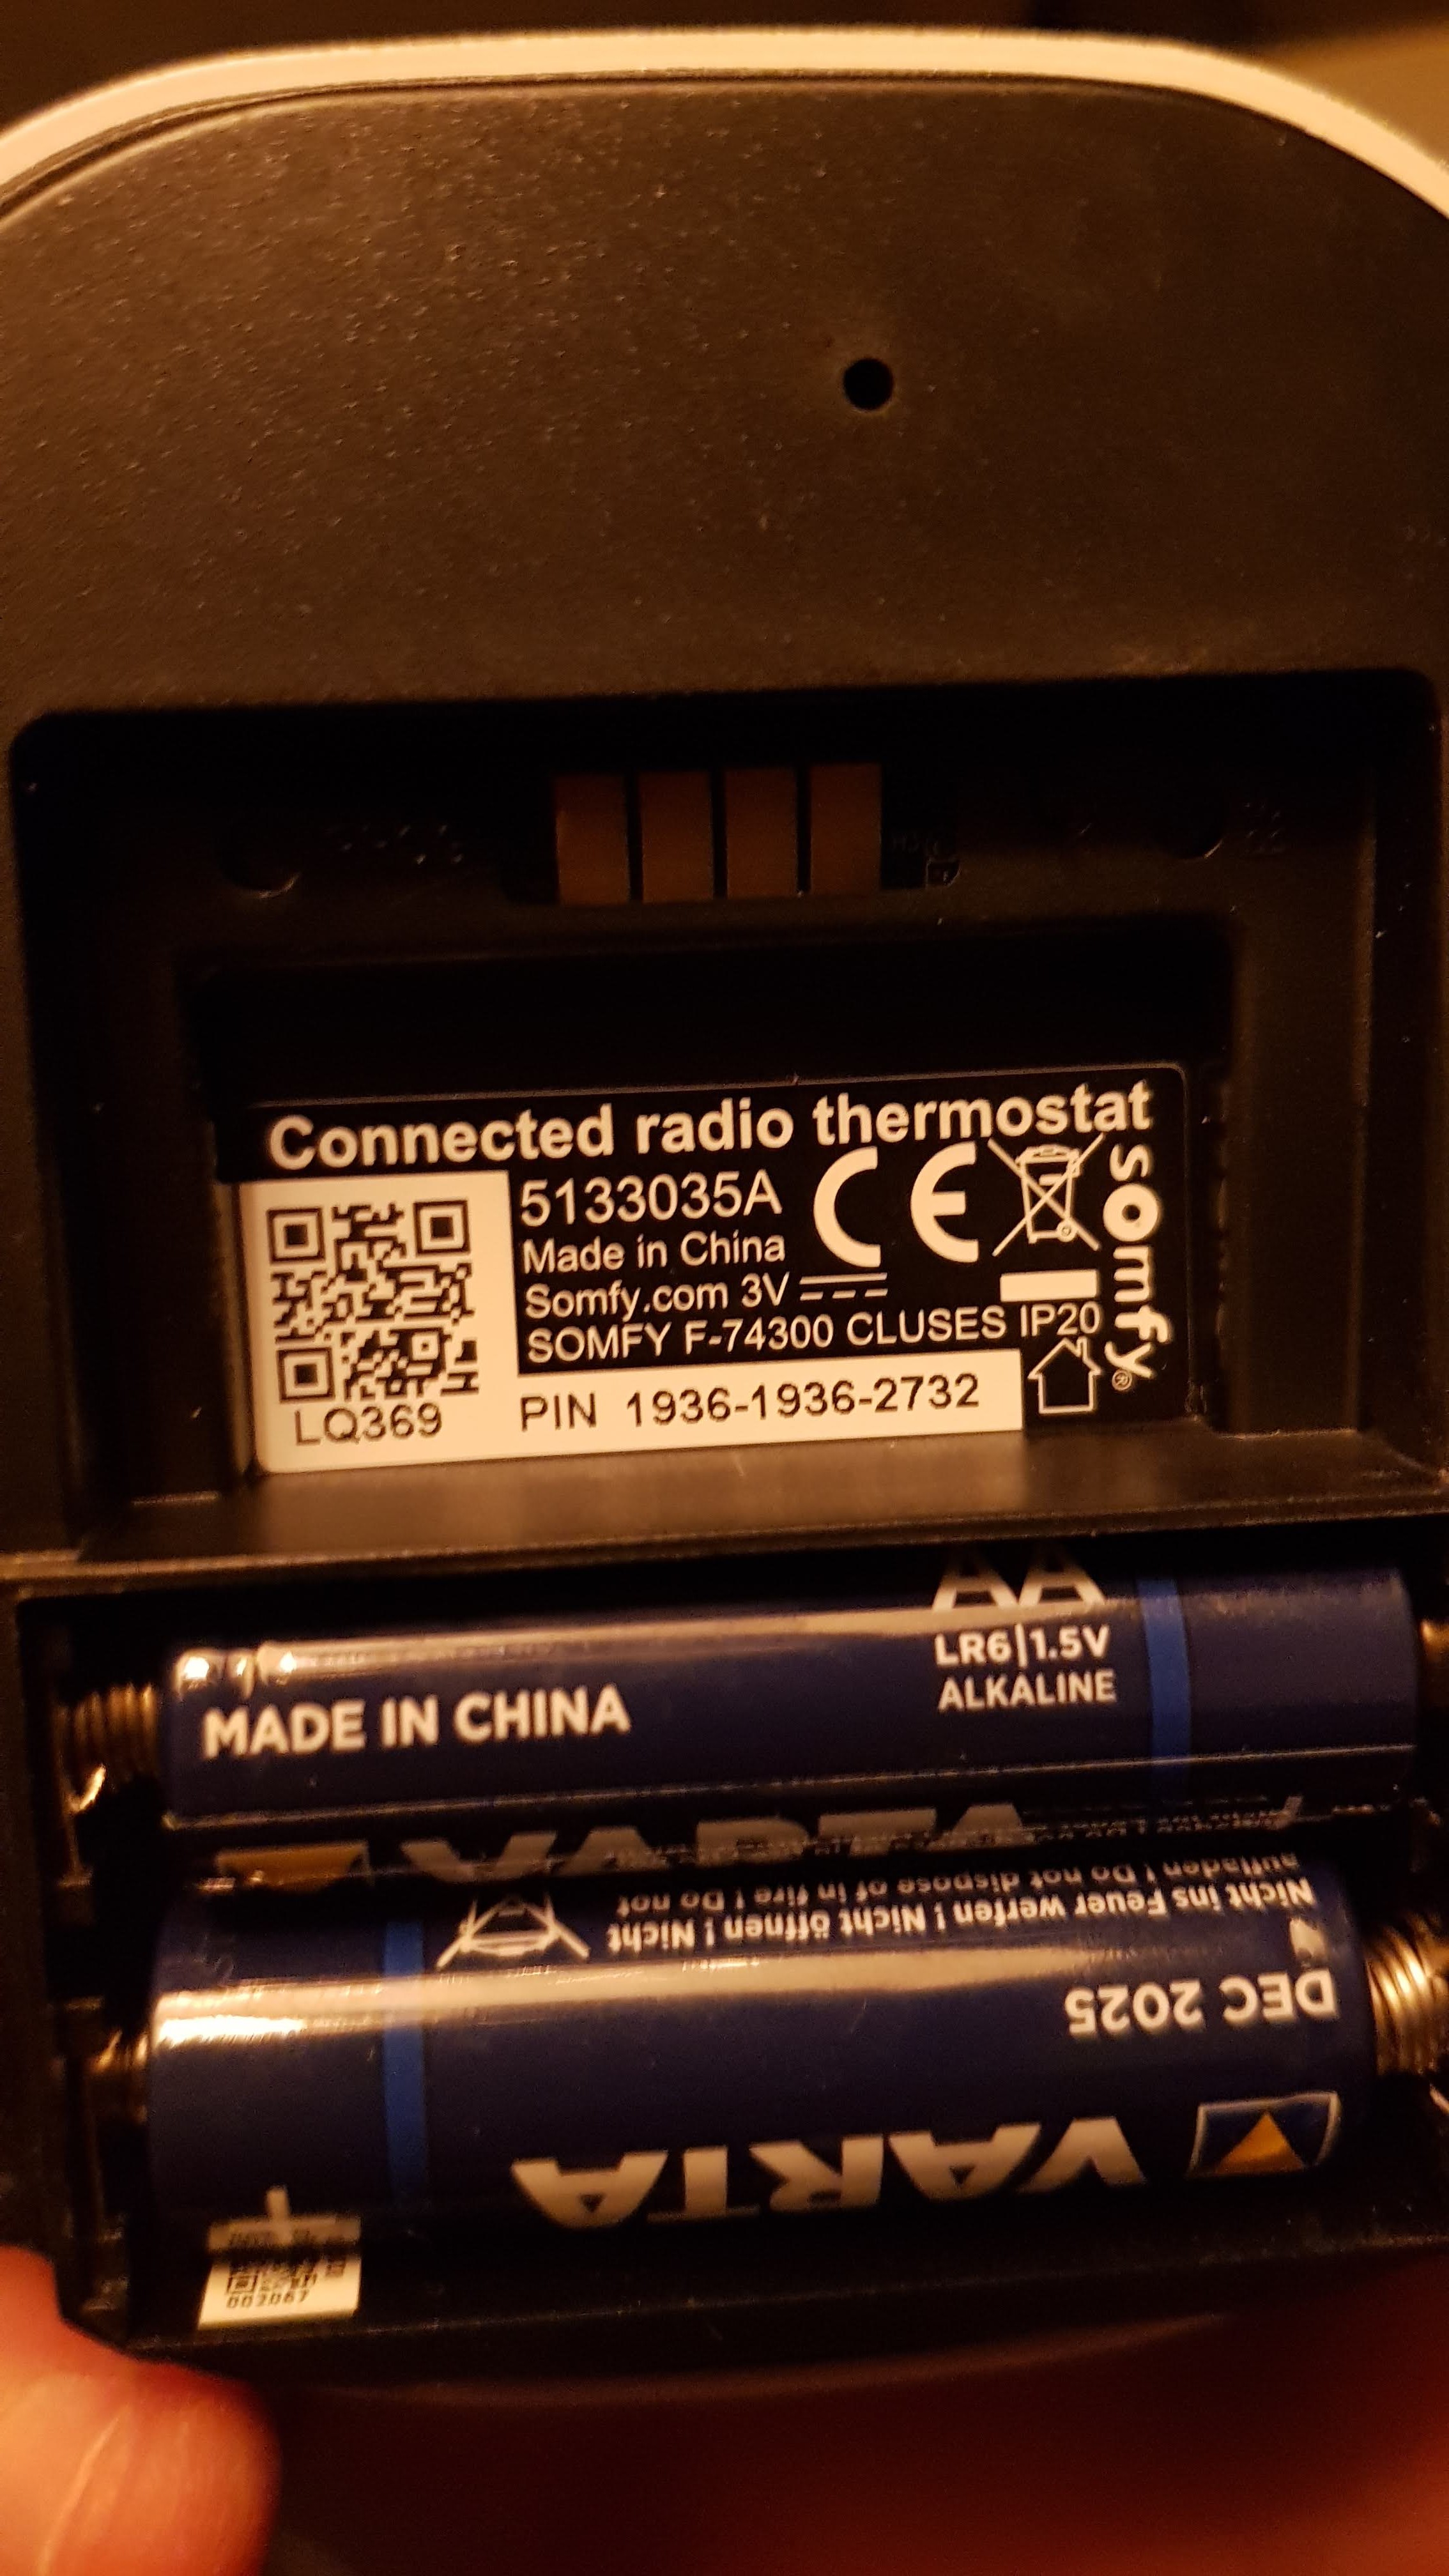 Connected radio thermostat
5133035A
Made in China
Somfy.com 3V
SOMFY F-74300 CLUSES IP20
somfy®
LQ369
PIN 1936-1936-2732
AA
LR6|1.5V
ALKALINE
MADE IN CHINA
VARTA
aufladen ! Do not dispose of in fire ! Do not
Nicht ins Feuer werfen ! Nicht öffnen ! Nicht
DEC 2025
VARTA
+
002067